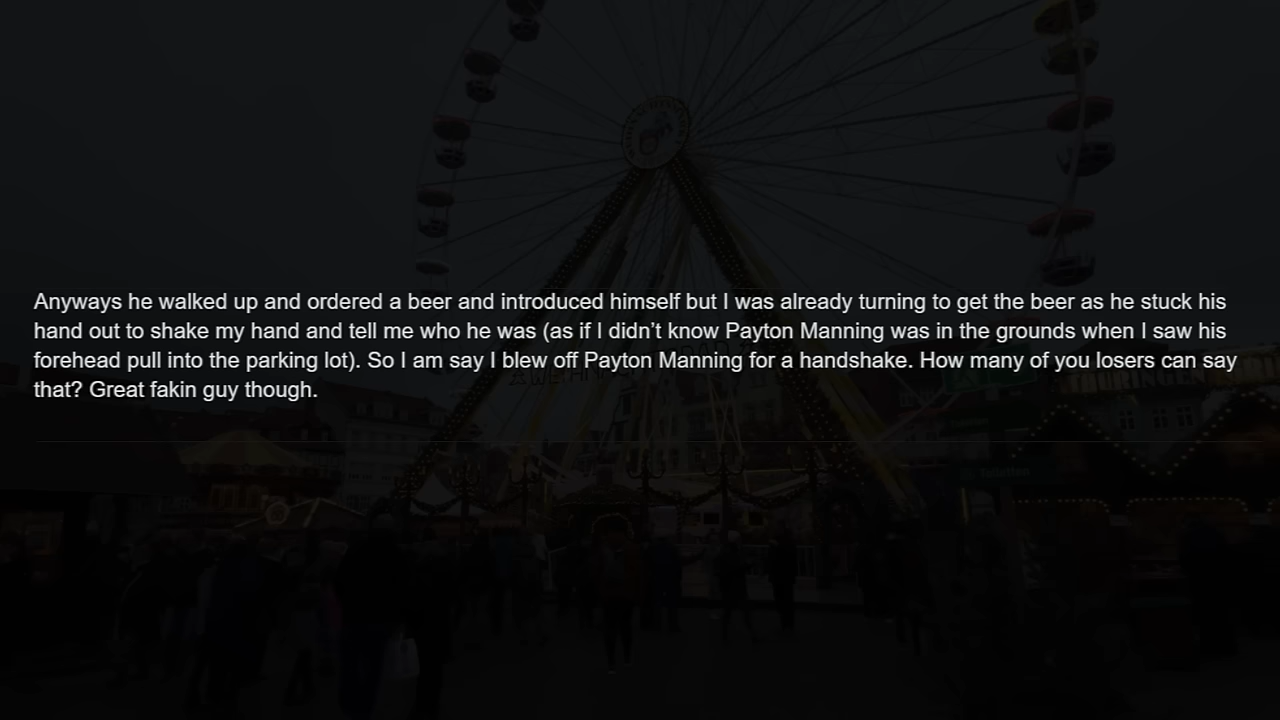 Anyways he walked up and ordered a beer and introduced himself but I was already turning to get the beer as he stuck his
hand out to shake my hand and tell me who he was (as if I didn't know Payton Manning was in the grounds when I saw his
forehead pull into the parking lot). So I am say I blew off Payton Manning for a handshake. How many of you losers can say
that? Great fakin guy though.